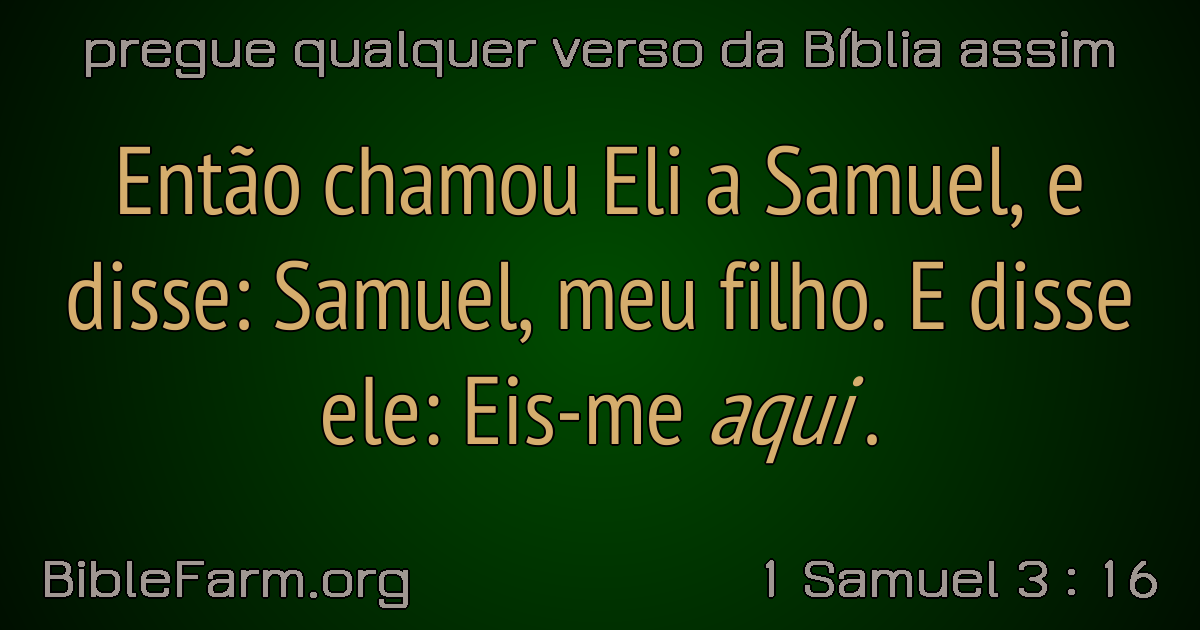 pregue qualquer verso da Bíblia assim
Então chamou Eli a Samuel, e
disse: Samuel, meu filho. E disse
ele: Eis-me aqui.
BibleFarm.org
1 Samuel 3 : 16